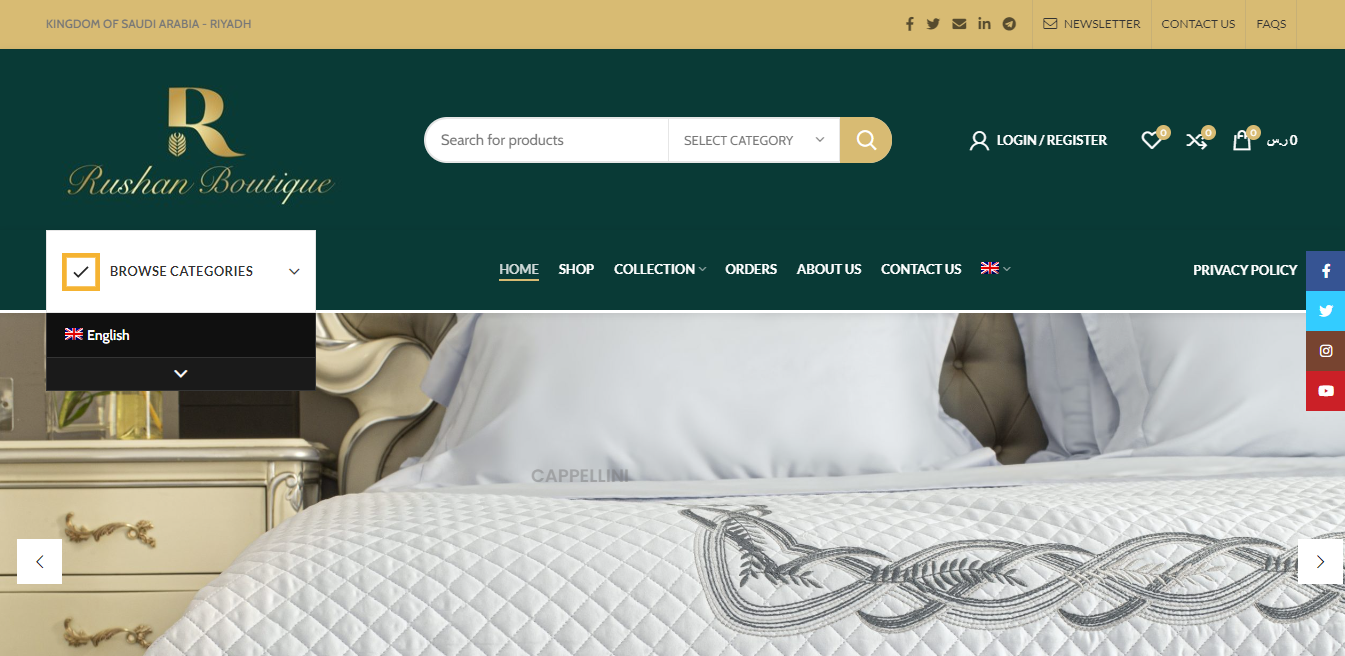 KINGDOM OF SAUDI ARABIA - RIYADH
NEWSLETTER
CONTACT US
FAQS
R
Rushan Boutique
Search for products
SELECT CATEGORY
LOGIN / REGISTER
0
0
0
0 ر.س
BROWSE CATEGORIES
HOME
SHOP
COLLECTION
ORDERS
ABOUT US
CONTACT US
PRIVACY POLICY
English
CAPPELLINI